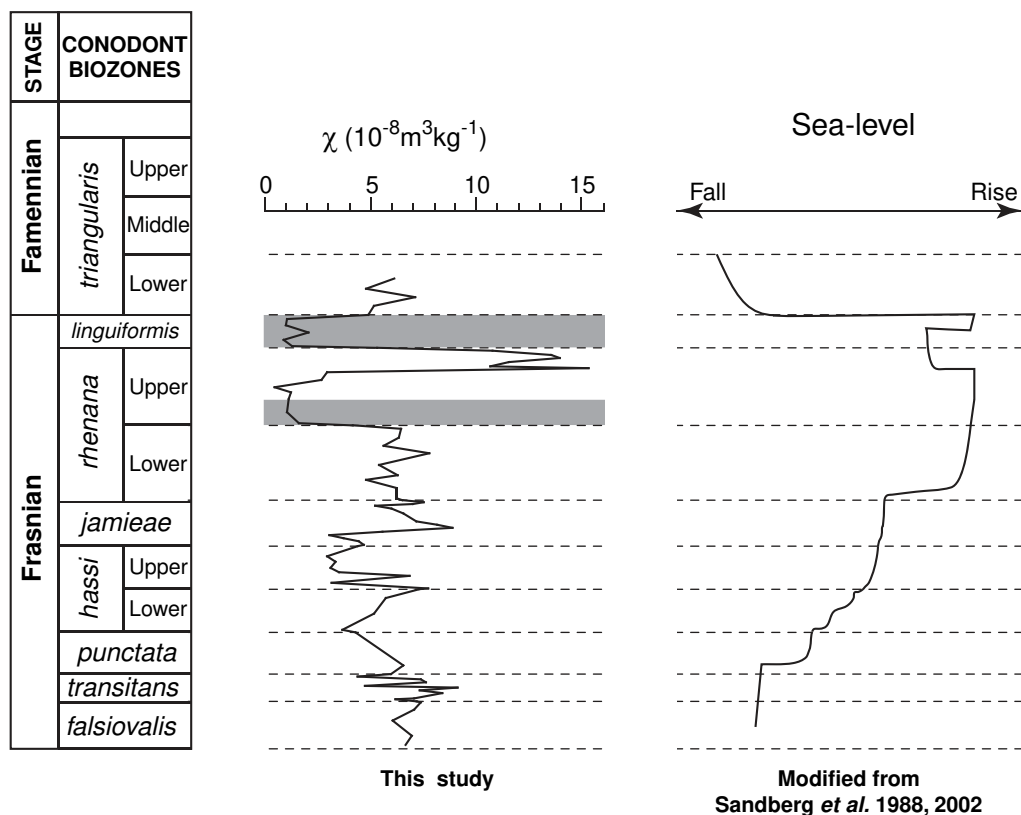 STAGE
CONODONT
BIOZONES
Famennian
triangularis
Upper
Middle
Lower
Frasnian
linguiformis
rhenana
Upper
Lower
jamieae
hassi
Upper
Lower
punctata
transitans
falsiovalis
χ (10⁻⁸m³kg⁻¹)
0 5 10 15
This study
Sea-level
Fall Rise
Modified from
Sandberg et al. 1988, 2002